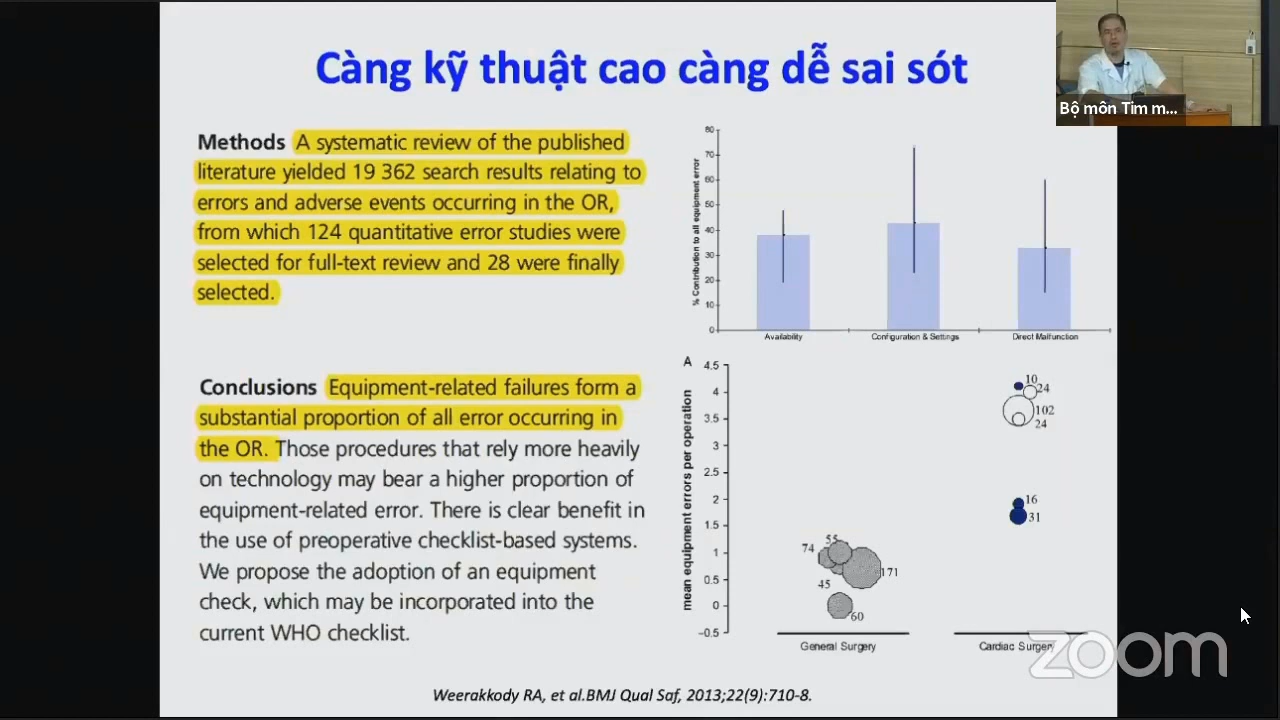 Càng kỹ thuật cao càng dễ sai sót
Bộ môn Tim m...
Methods A systematic review of the published
literature yielded 19 362 search results relating to
errors and adverse events occurring in the OR,
from which 124 quantitative error studies were
selected for full-text review and 28 were finally
selected.
Conclusions Equipment-related failures form a
substantial proportion of all error occurring in
the OR. Those procedures that rely more heavily
on technology may bear a higher proportion of
equipment-related error. There is clear benefit in
the use of preoperative checklist-based systems.
We propose the adoption of an equipment
check, which may be incorporated into the
current WHO checklist.
% Contribution to all equipment error
80
70
60
50
40
30
20
10
0
Availability
Configuration & Settings
Direct Malfunction
A
mean equipment errors per operation
4.5
4
3.5
3
2.5
2
1.5
1
0.5
0
-0.5
10
24
102
24
16
31
55
74
171
45
60
General Surgery
Cardiac Surgery
zoom
Weerakkody RA, et al.BMJ Qual Saf, 2013;22(9):710-8.